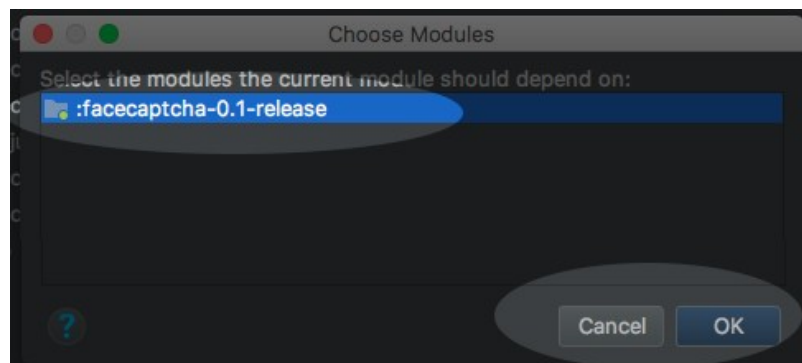 Choose Modules
Select the modules the current module should depend on:
:facecaptcha-0.1-release
?
Cancel
OK